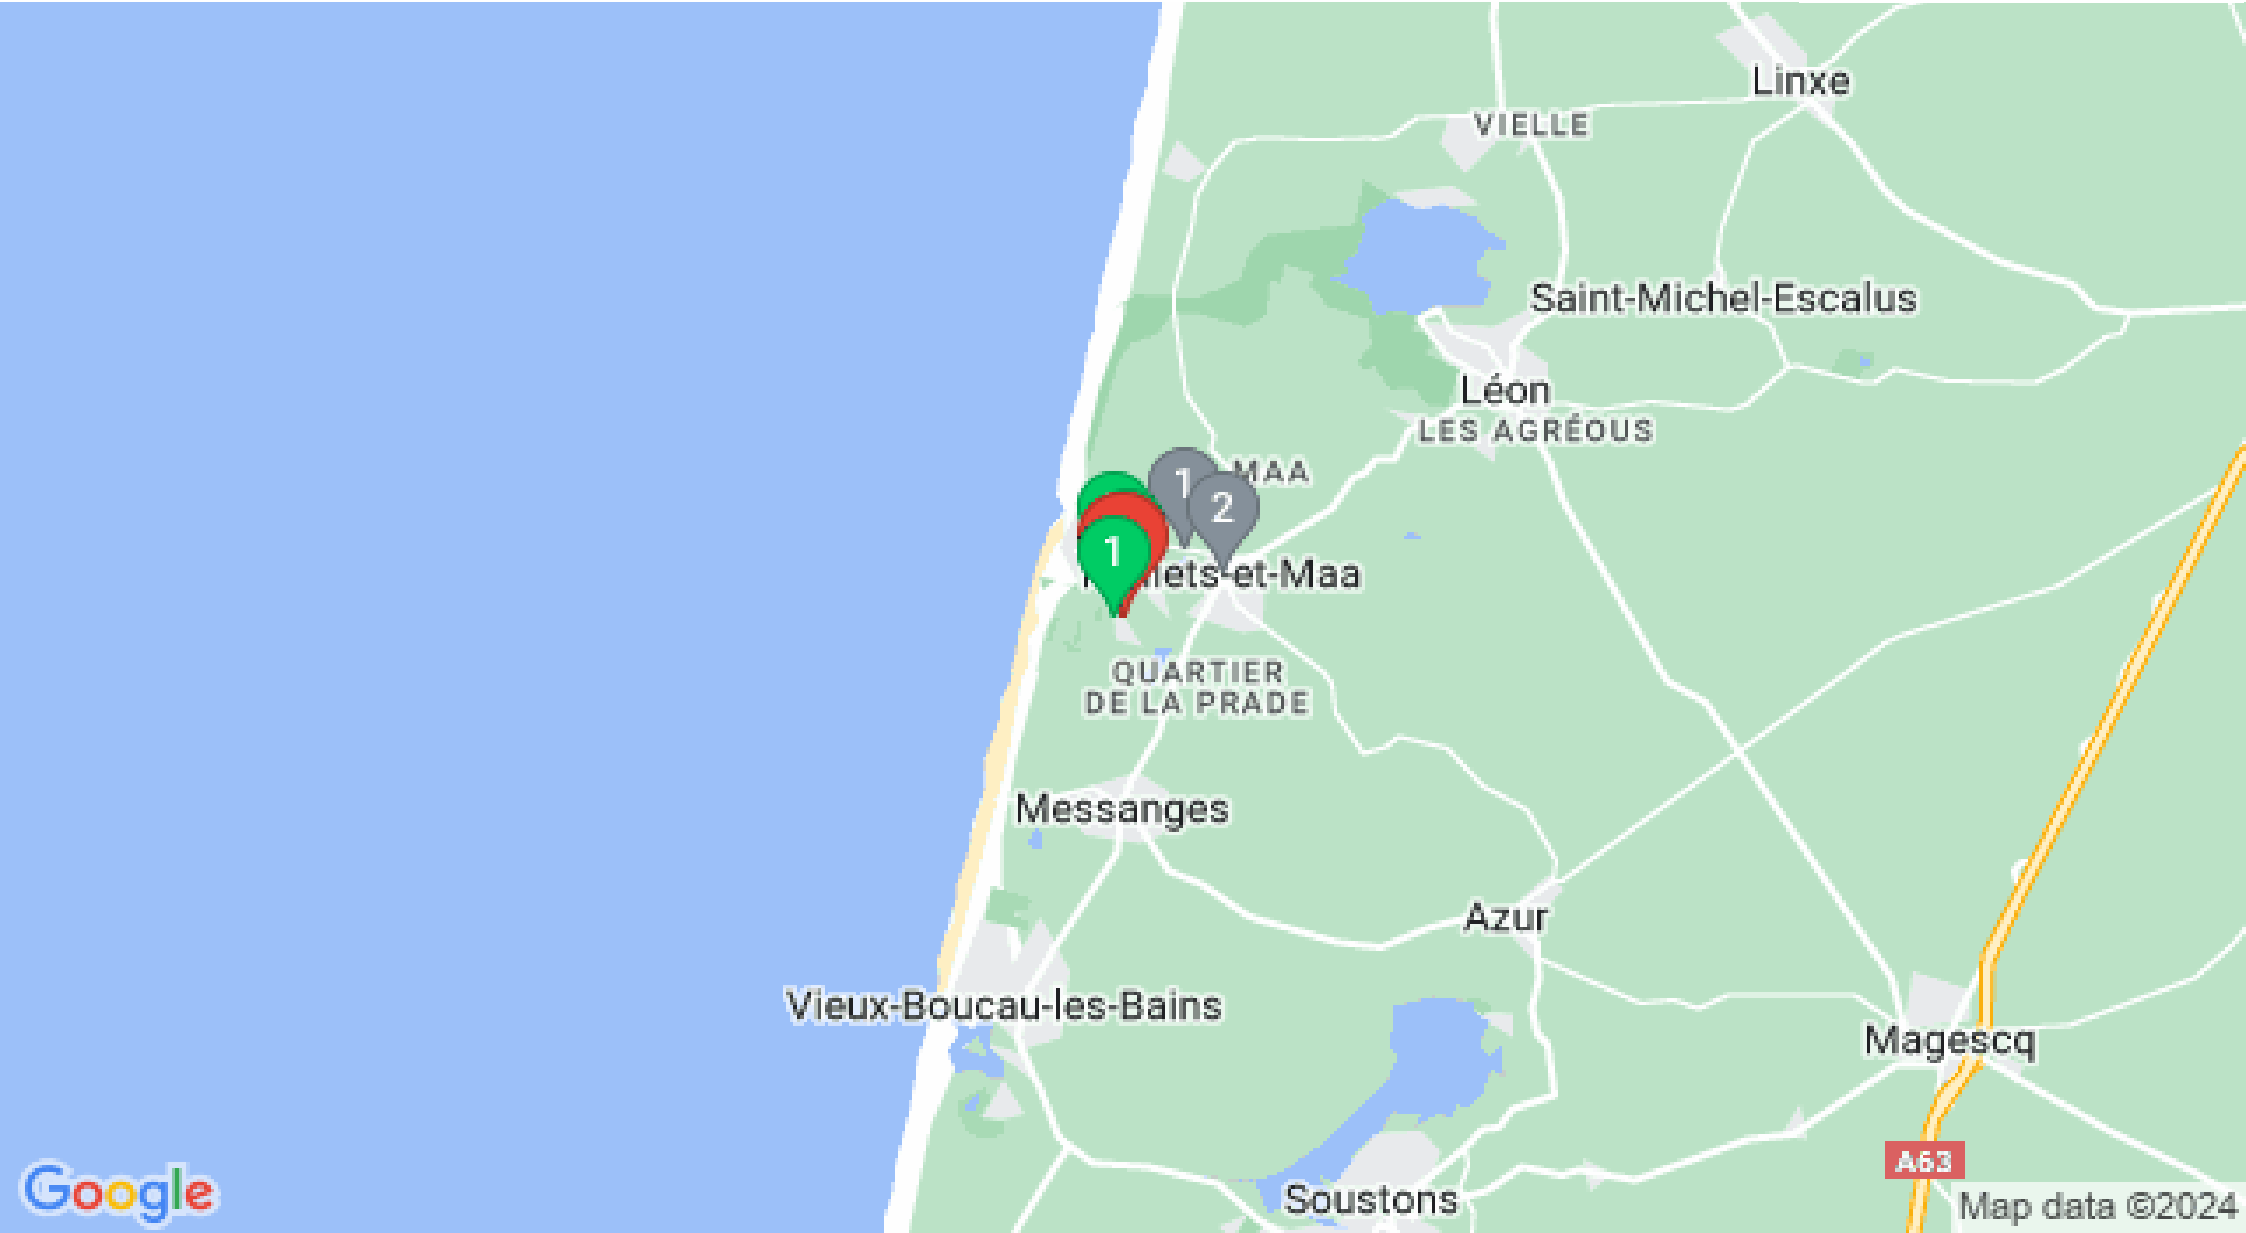 Linxe
VIELLE
Saint-Michel-Escalus
Léon
LES AGRÉOUS
MAA
1
2
1
ets-et-Maa
QUARTIER
DE LA PRADE
Messanges
Azur
Vieux-Boucau-les-Bains
Magescq
A63
Soustons
Google
Map data ©2024